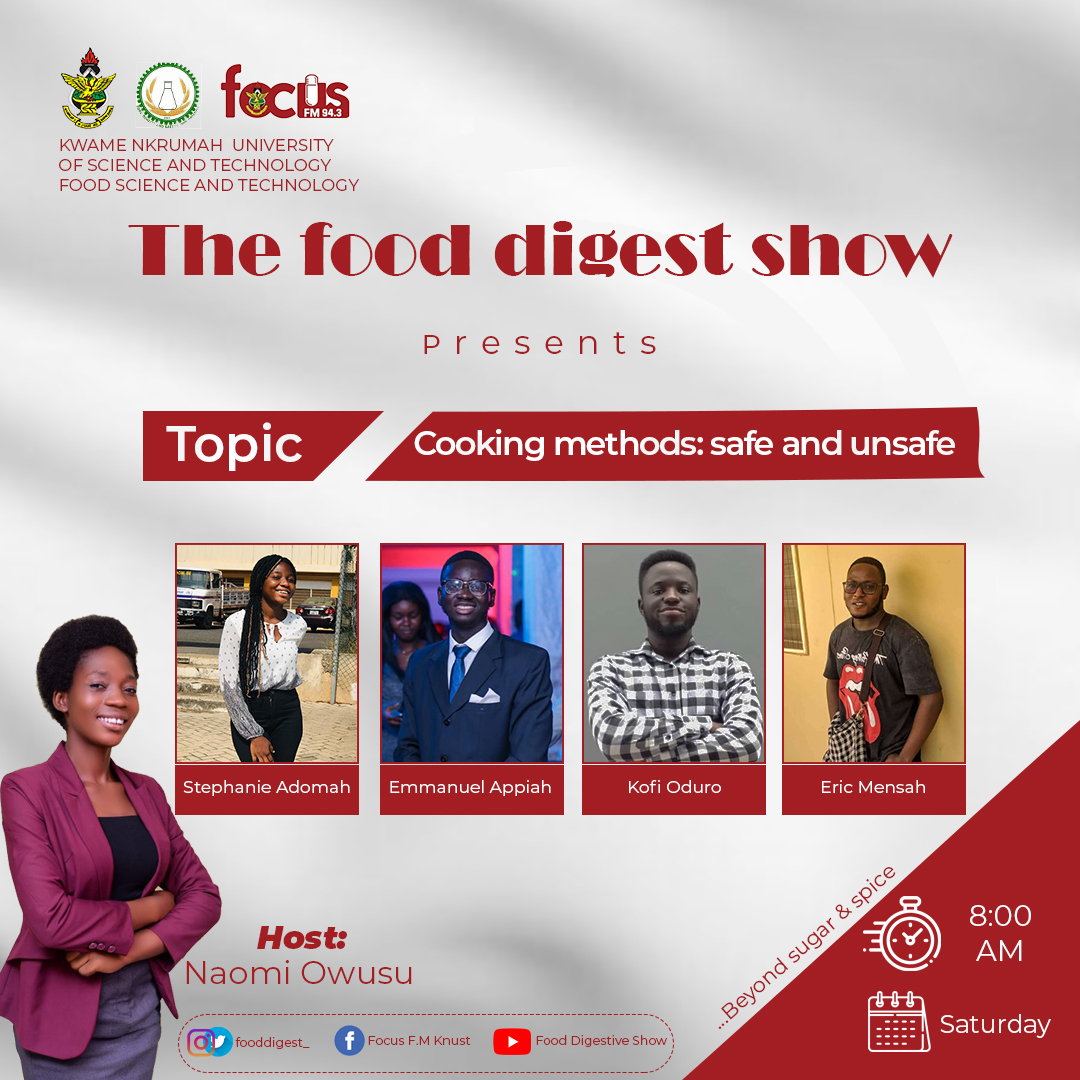 focus
FM 94.3
KWAME NKRUMAH UNIVERSITY
OF SCIENCE AND TECHNOLOGY
FOOD SCIENCE AND TECHNOLOGY
The food digest show
Presents
Topic
Cooking methods: safe and unsafe
Stephanie Adomah
Emmanuel Appiah
Kofi Oduro
Eric Mensah
Host:
Naomi Owusu
...Beyond sugar & spice
8:00
AM
Saturday
fooddigest_
Focus F.M Knust
Food Digestive Show